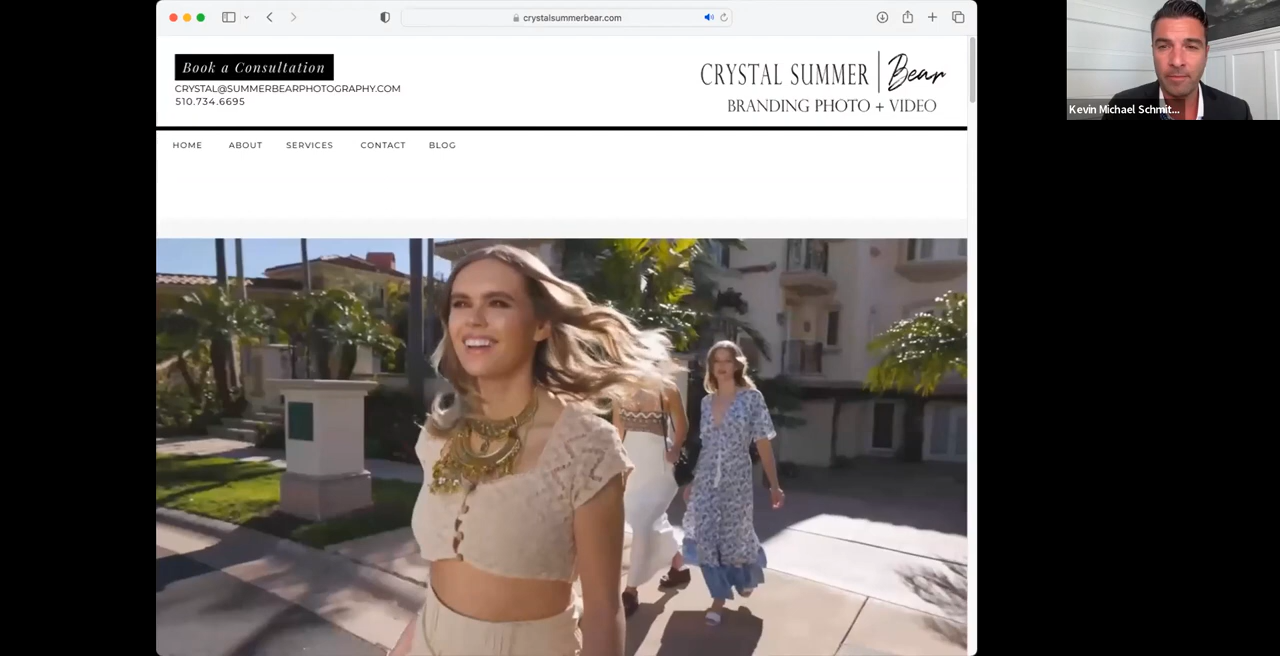 crystalsummerbear.com
Book a Consultation
CRYSTAL@SUMMERBEARPHOTOGRAPHY.COM
510.734.6695
CRYSTAL SUMMER Bear
BRANDING PHOTO + VIDEO
HOME ABOUT SERVICES CONTACT BLOG
Kevin Michael Schmit...